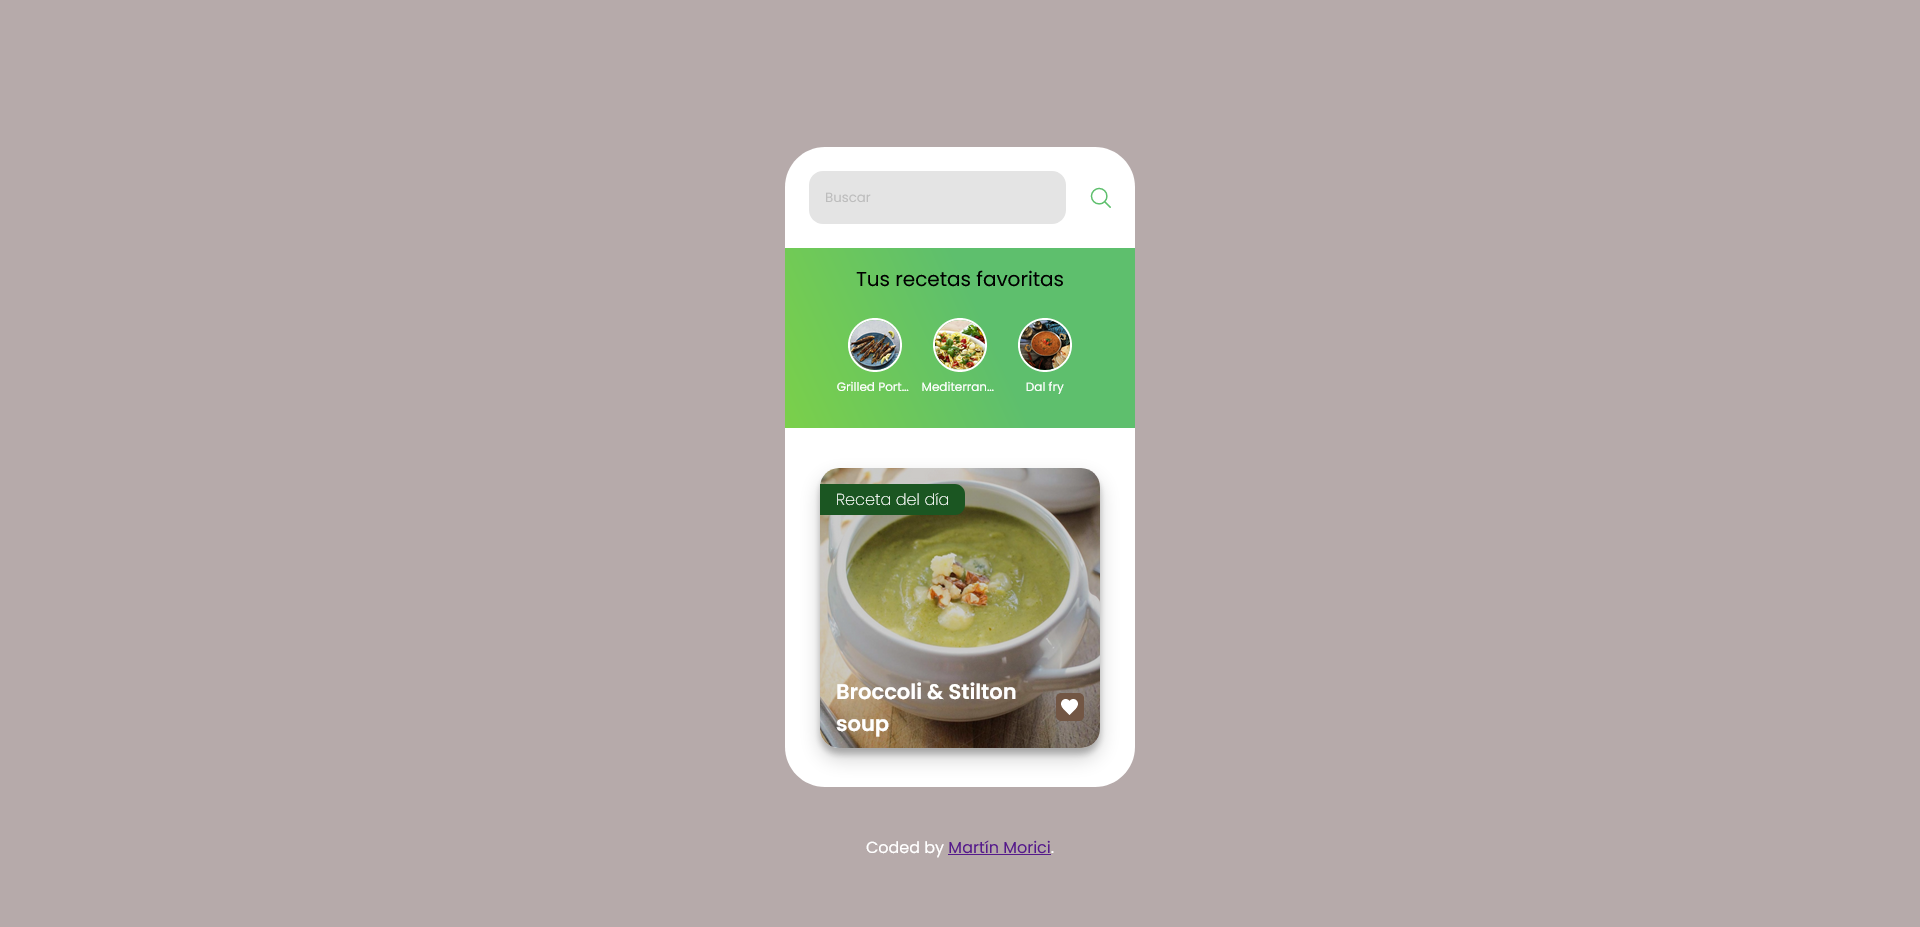 Buscar
Tus recetas favoritas
Grilled Port...
Mediterran...
Dal fry
Receta del día
Broccoli & Stilton
soup
Coded by Martín Morici.